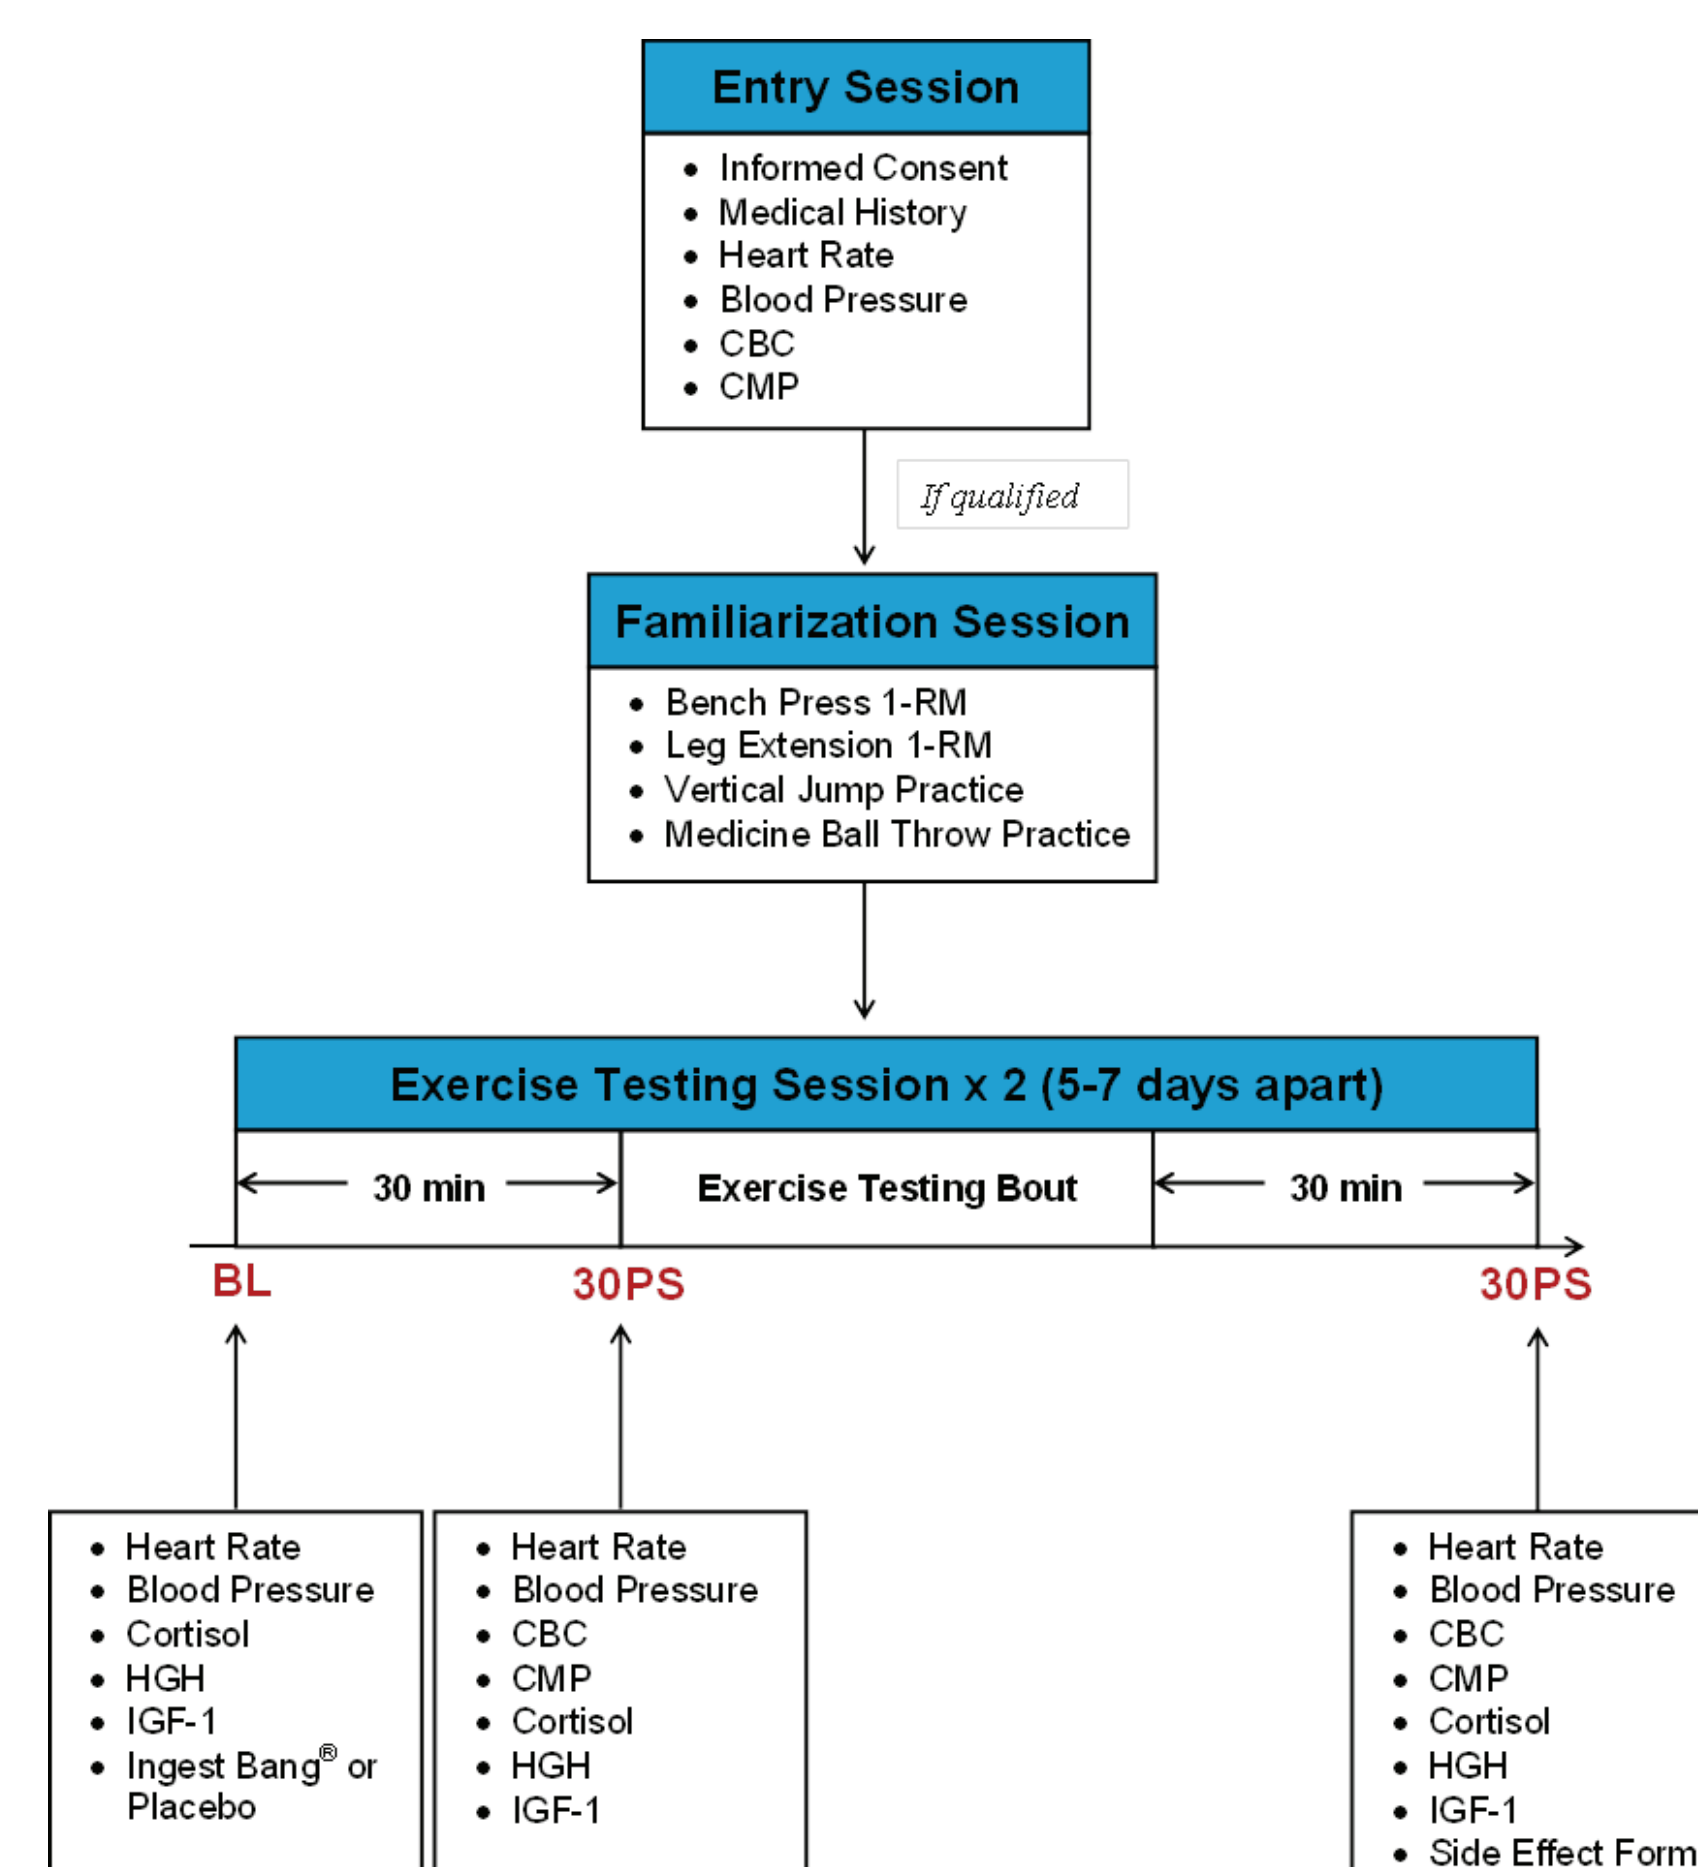 Entry Session
• Informed Consent
• Medical History
• Heart Rate
• Blood Pressure
• CBC
• CMP
If qualified
Familiarization Session
• Bench Press 1-RM
• Leg Extension 1-RM
• Vertical Jump Practice
• Medicine Ball Throw Practice
Exercise Testing Session x 2 (5-7 days apart)
30 min
Exercise Testing Bout
30 min
BL
30PS
30PS
• Heart Rate
• Blood Pressure
• Cortisol
• HGH
• IGF-1
• Ingest Bang® or
Placebo
• Heart Rate
• Blood Pressure
• CBC
• CMP
• Cortisol
• HGH
• IGF-1
• Heart Rate
• Blood Pressure
• CBC
• CMP
• Cortisol
• HGH
• IGF-1
• Side Effect Form